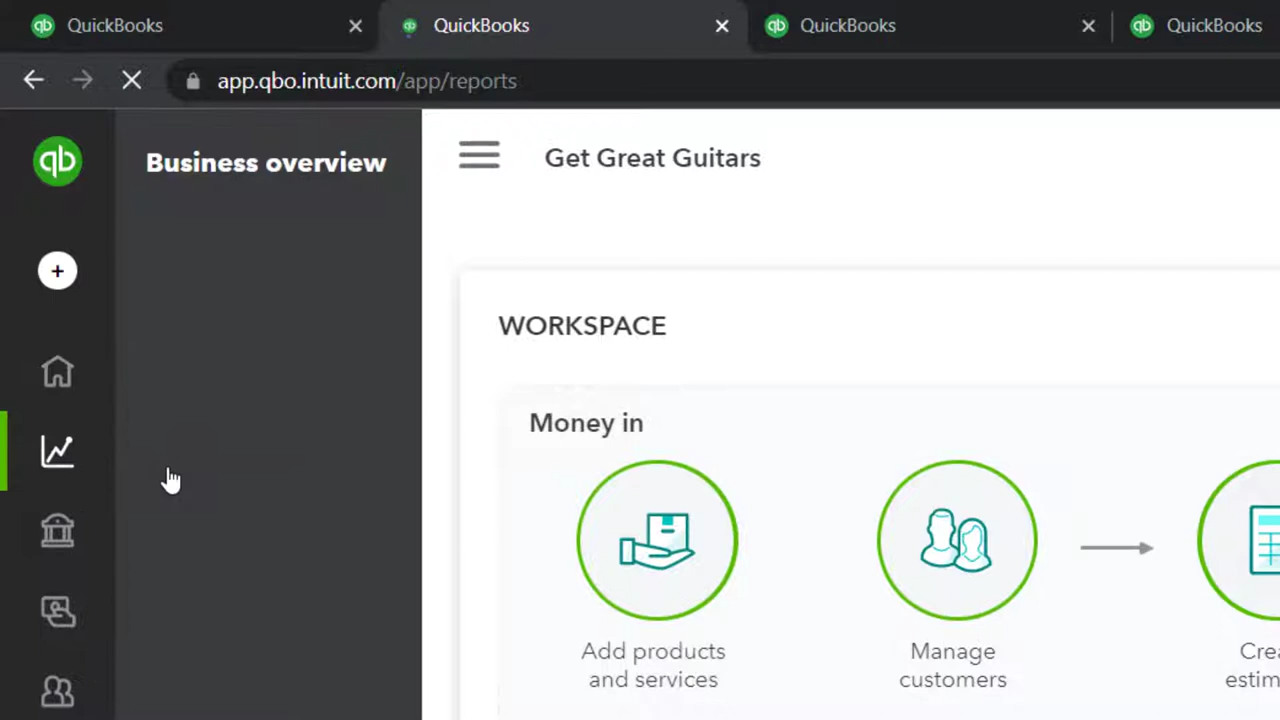 QuickBooks
QuickBooks
QuickBooks
QuickBooks
app.qbo.intuit.com/app/reports
qb
Business overview
Get Great Guitars
WORKSPACE
Money in
Add products
and services
Manage
customers